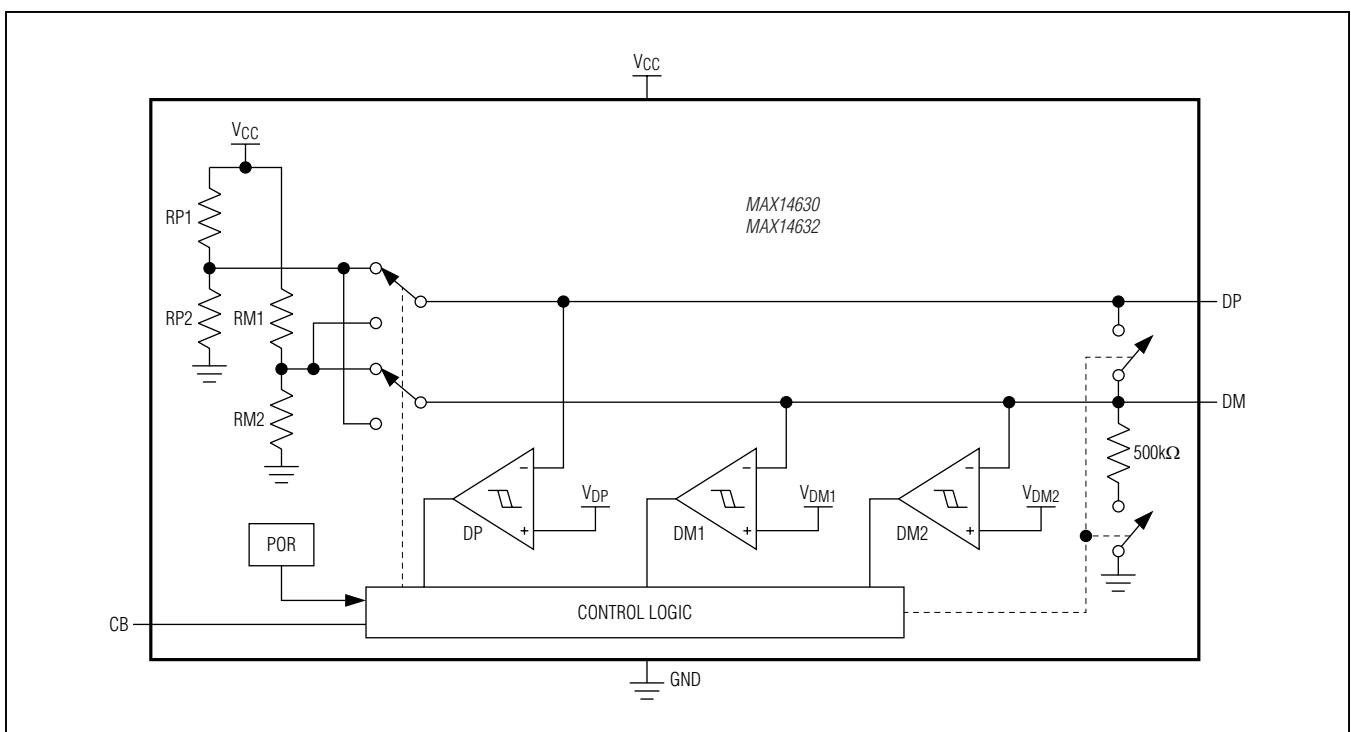 VCC
VCC
MAX14630
MAX14632
RP1
DP
RP2
RM1
DM
RM2
500kΩ
−
−
−
VDP
VDM1
VDM2
+
+
+
DP
DM1
DM2
POR
CONTROL LOGIC
CB
GND